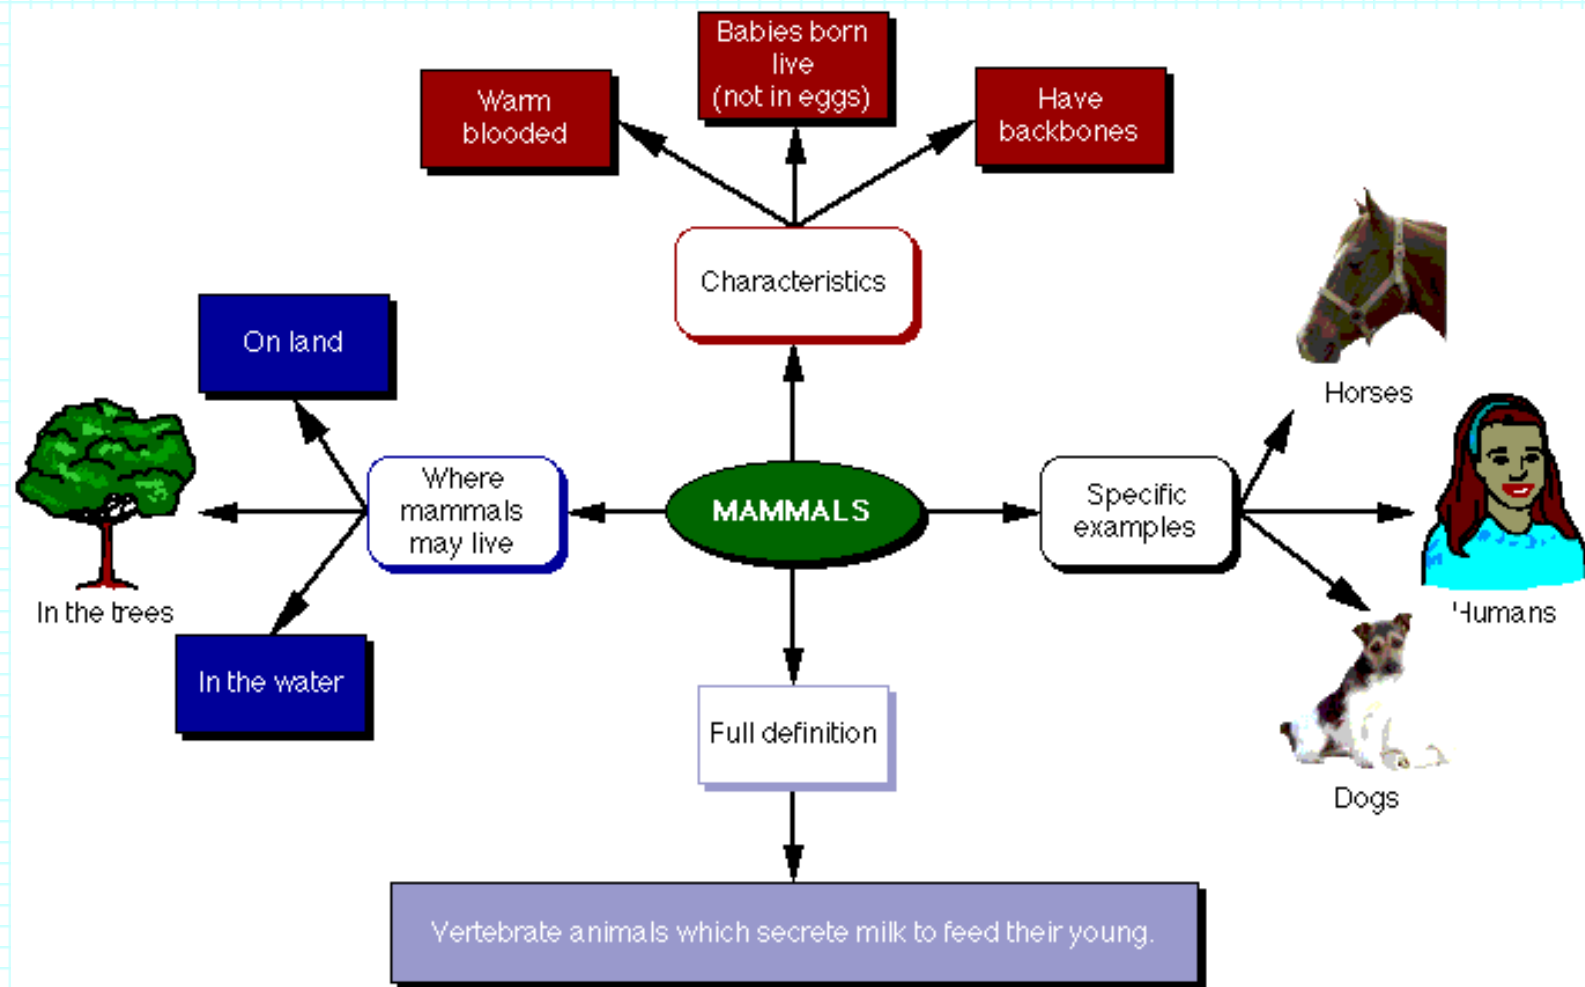 Babies born
live
(not in eggs)
Warm
blooded
Have
backbones
Characteristics
On land
Horses
Where
mammals
may live
MAMMALS
Specific
examples
In the trees
Humans
In the water
Full definition
Dogs
Vertebrate animals which secrete milk to feed their young.